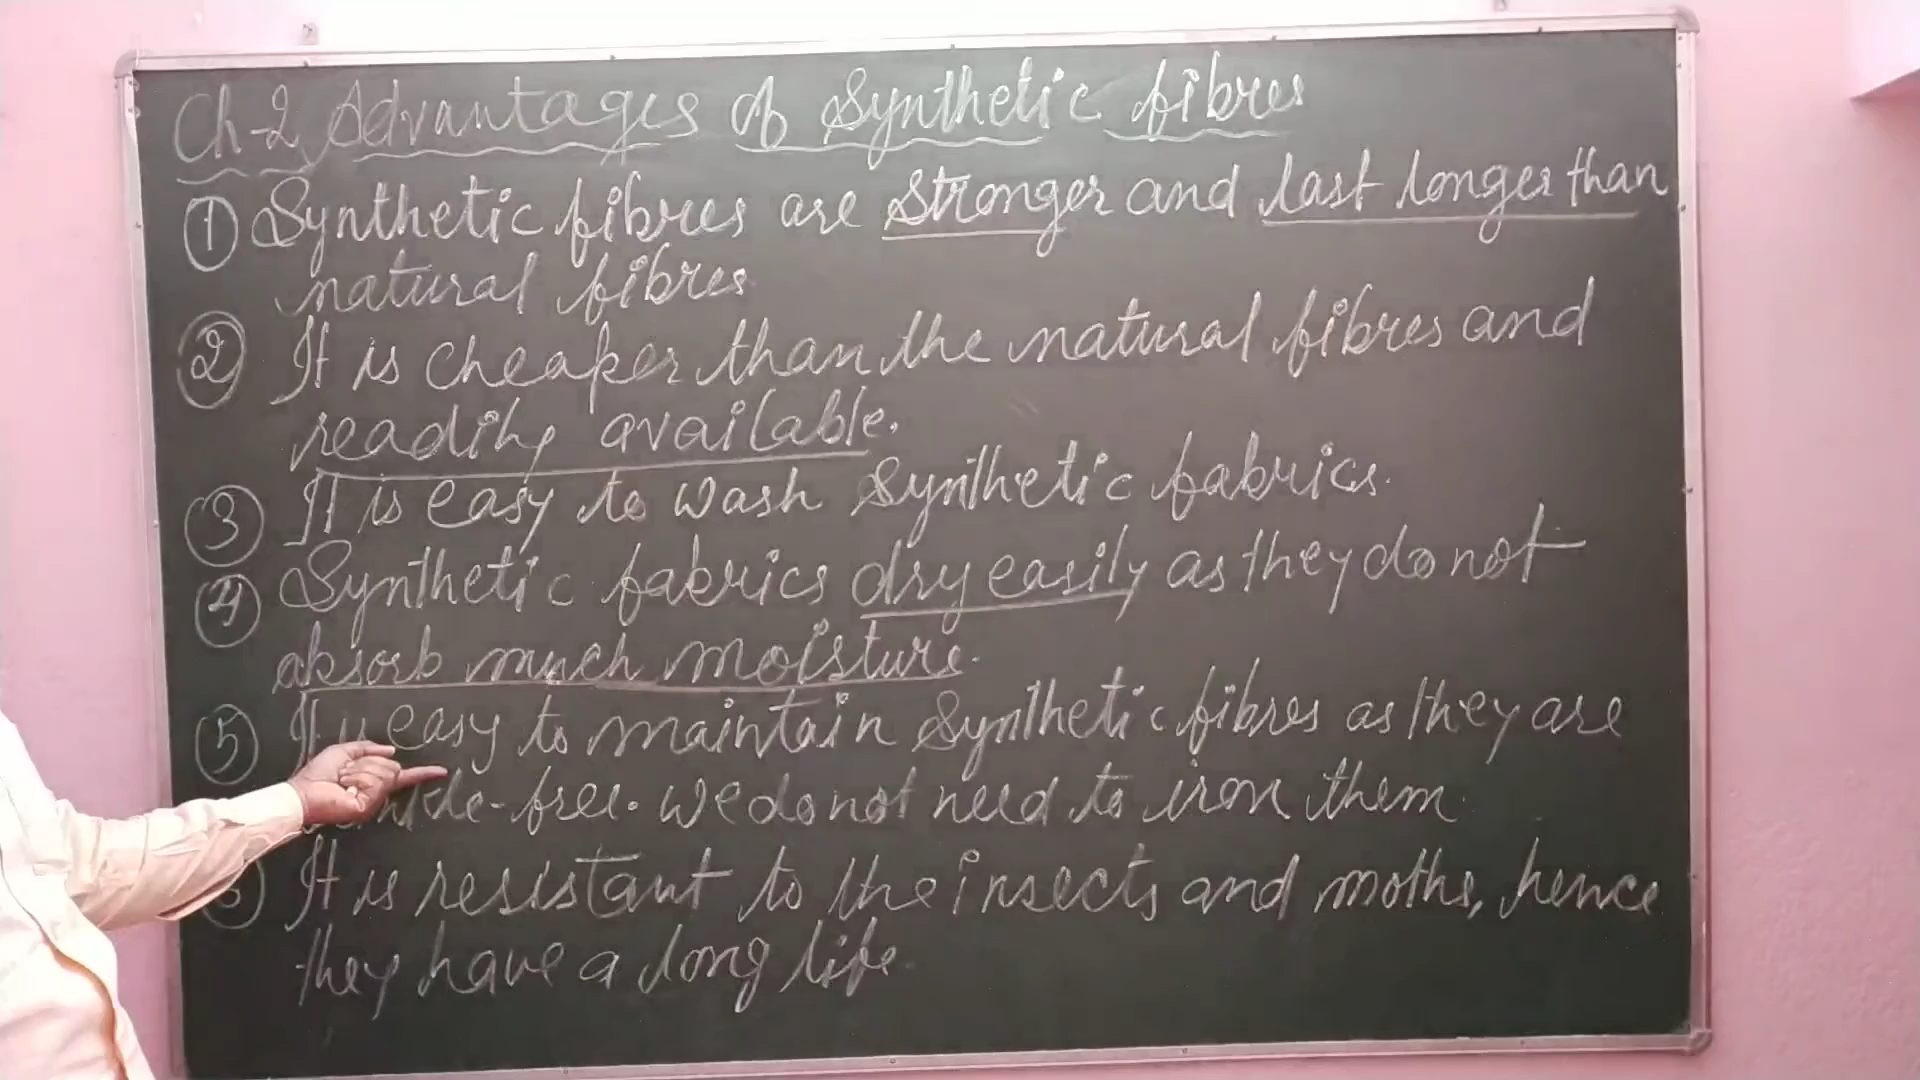 Ch-2 Advantages of Synthetic fibres
① Synthetic fibres are stronger and last longer than
natural fibres
② It is cheaper than the natural fibres and
readily available.
③ It is easy to wash synthetic fabrics.
④ Synthetic fabrics dry easily as they do not
absorb much moisture.
⑤ It is easy to maintain synthetic fibres as they are
-free. we do not need to iron them
It is resistant to the insects and moths, hence
they have a long life